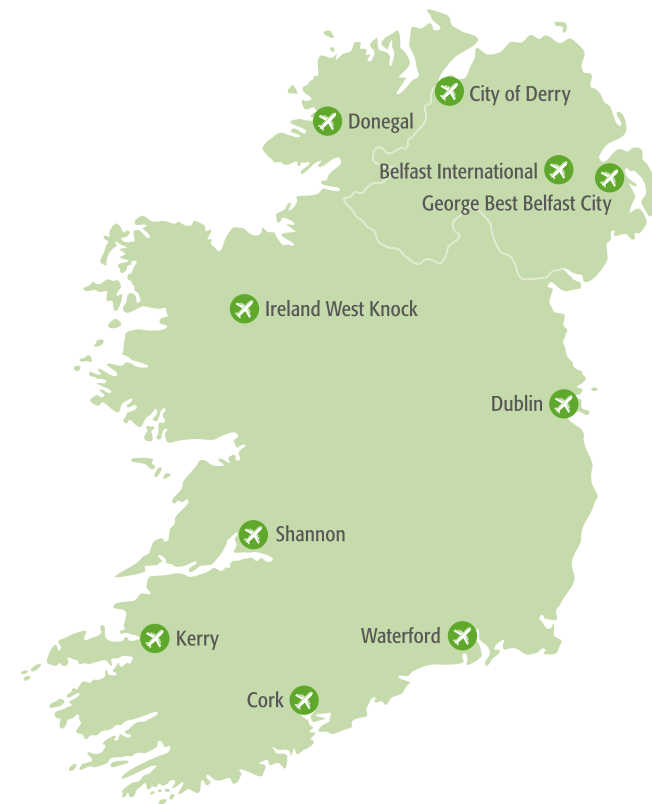 City of Derry
Donegal
Belfast International
George Best Belfast City
Ireland West Knock
Dublin
Shannon
Waterford
Kerry
Cork